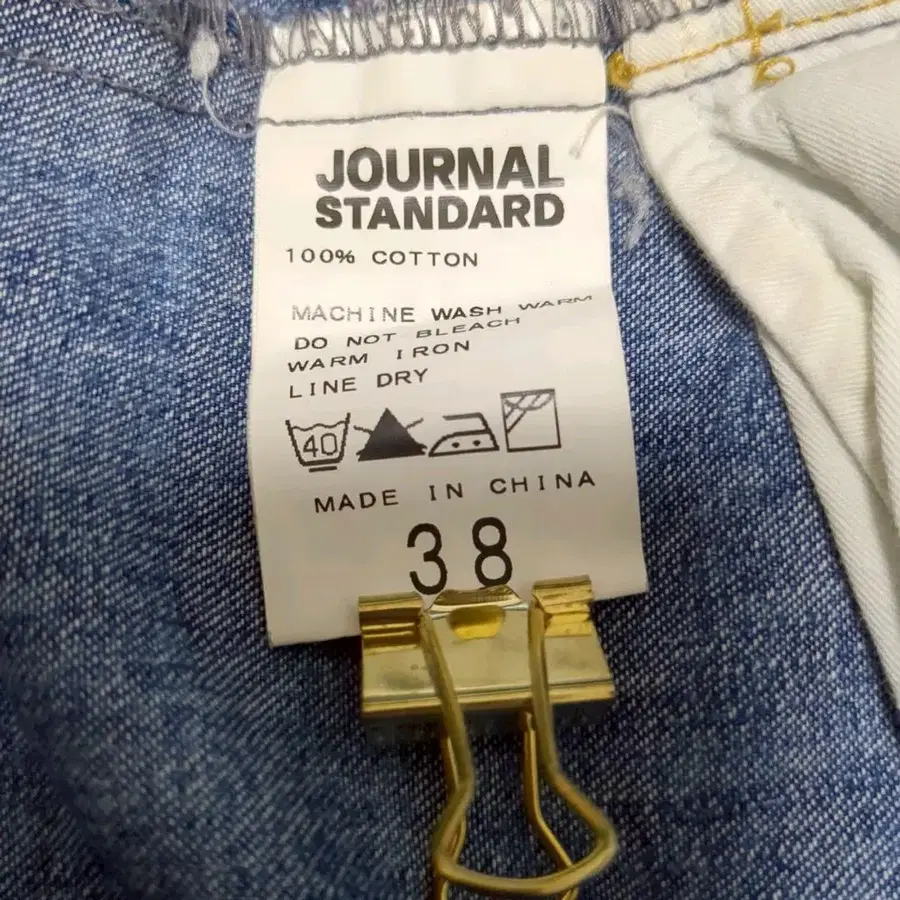 JOURNAL
STANDARD
100% COTTON
MACHINE WASH WARM
DO NOT BLEACH
WARM IRON
LINE DRY
40
MADE IN CHINA
38